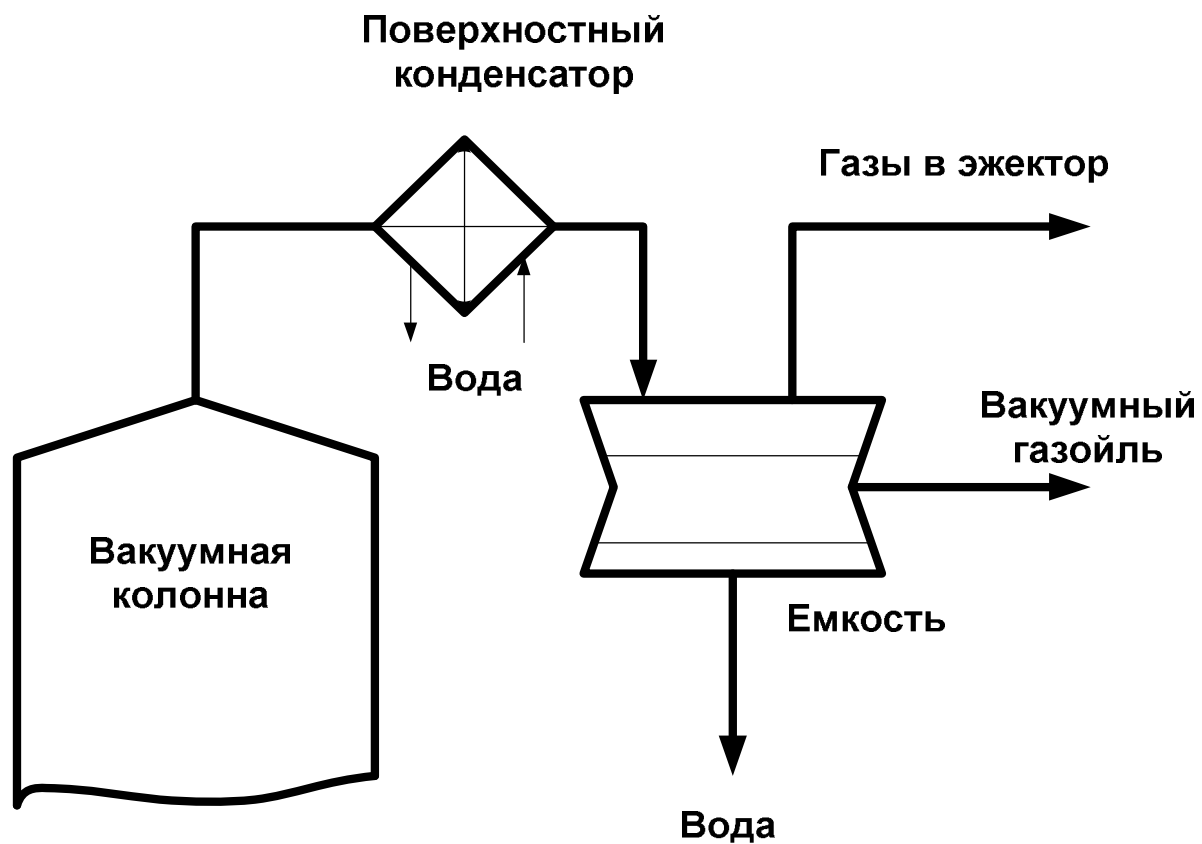 Поверхностный
конденсатор
Газы в эжектор
Вода
Вакуумный
газойль
Вакуумная
колонна
Емкость
Вода